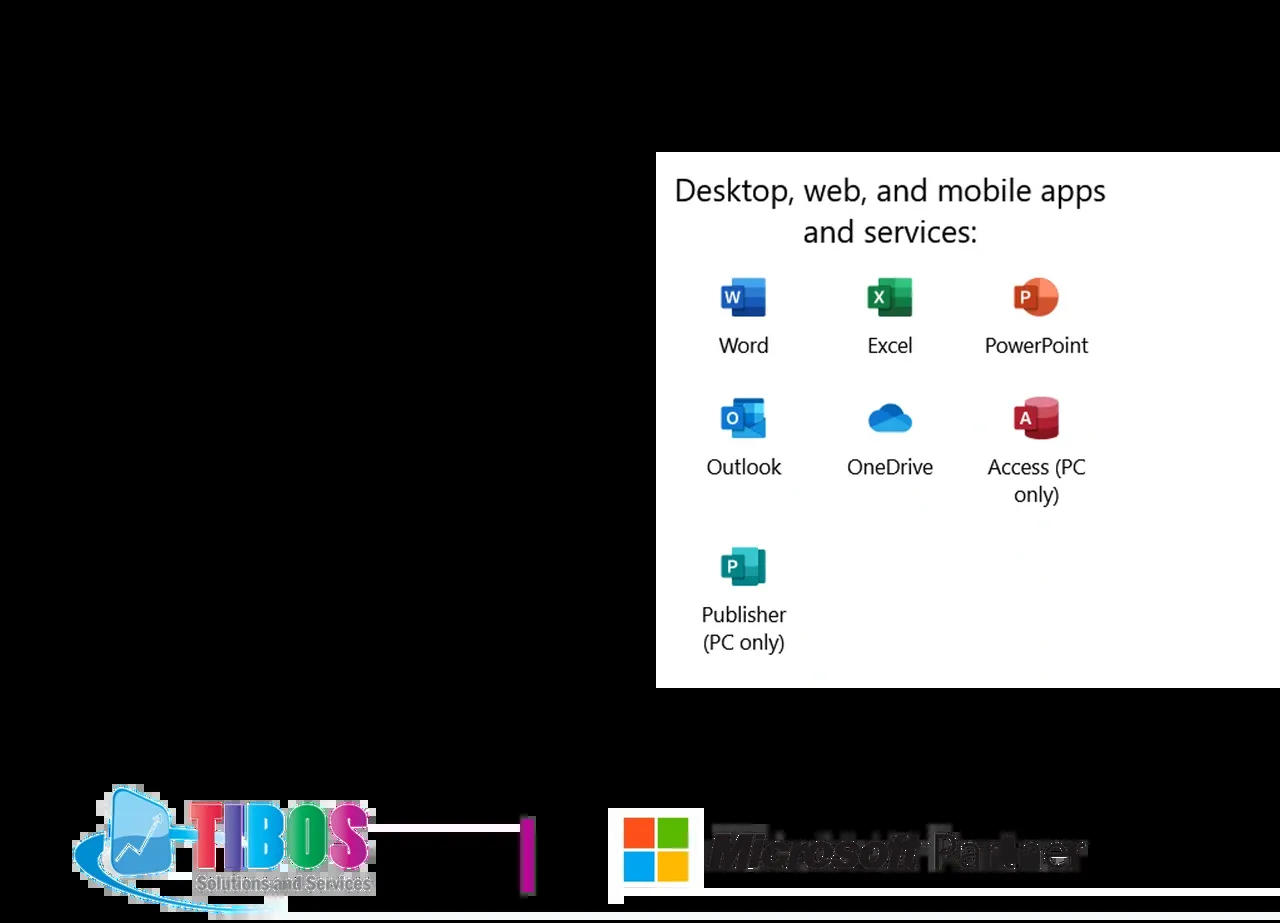 Desktop, web, and mobile apps
and services:
Word
Excel
PowerPoint
Outlook
OneDrive
Access (PC
only)
Publisher
(PC only)
TIBOS
Solutions and Services
Microsoft Partner